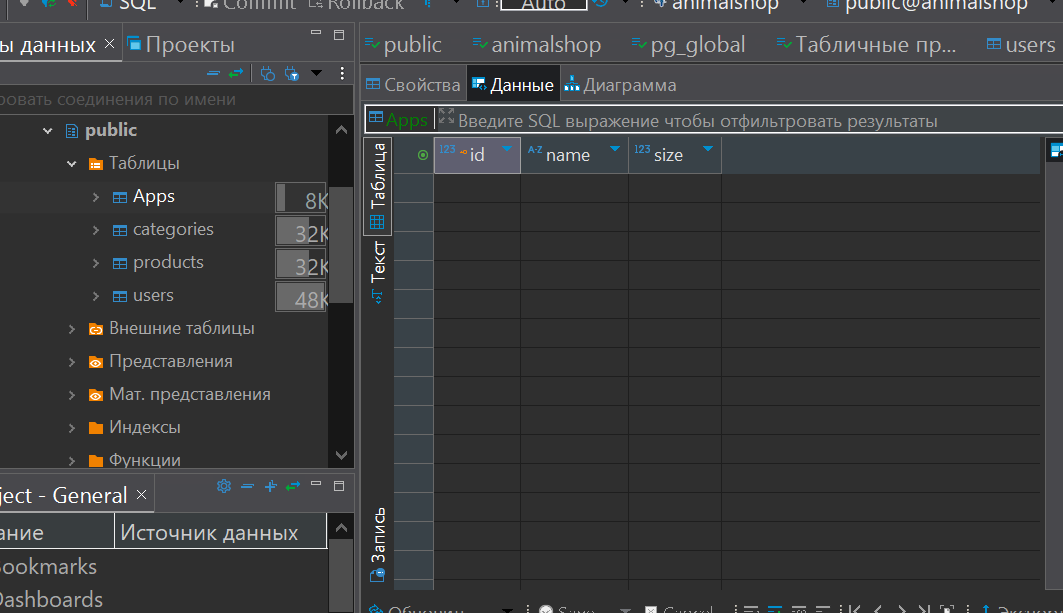 SQL Commit Rollback Auto animalshop public@animalshop
ы данных Проекты
public animalshop pg_global Табличные пр... users
Свойства Данные Диаграмма
ровать соединения по имени
Apps Введите SQL выражение чтобы отфильтровать результаты
public
Таблицы
Apps 8K
categories 32K
products 32K
users 48K
Внешние таблицы
Представления
Мат. представления
Индексы
Функции
123 id A-Z name 123 size
Таблица
Текст
Запись
ject - General
ание Источник данных
Bookmarks
Dashboards
Save Cancel